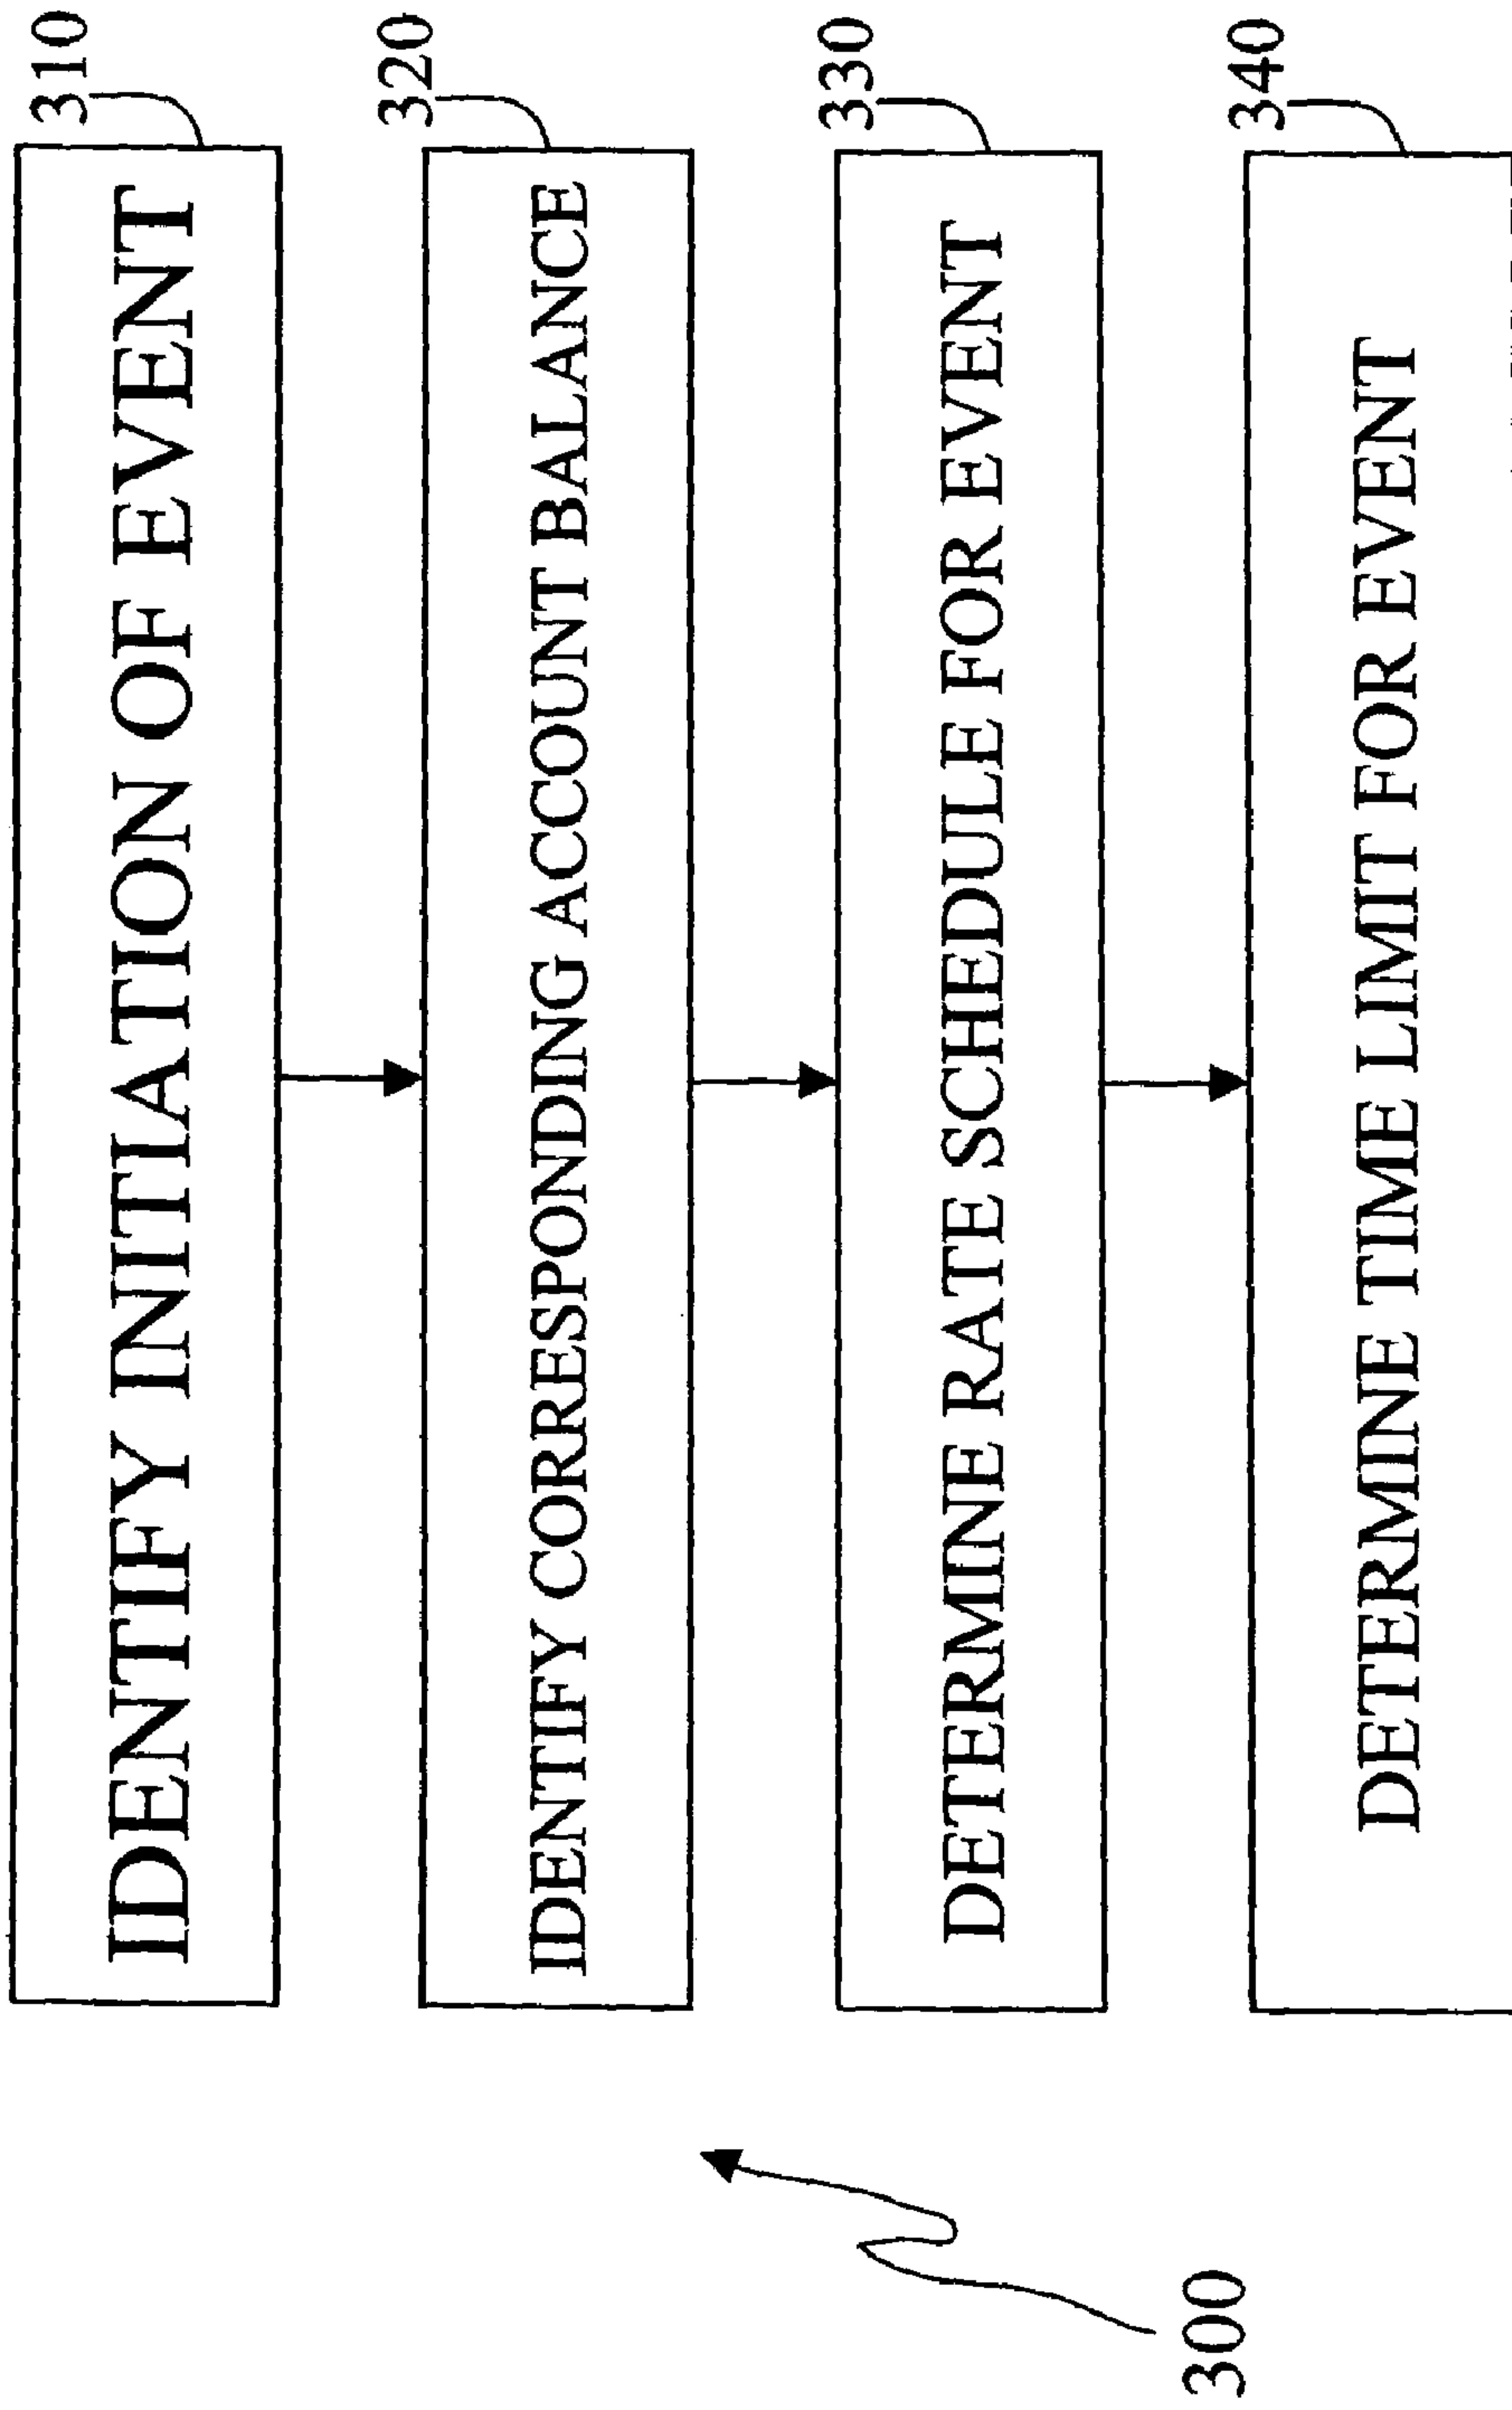 310
IDENTIFY INITIATION OF EVENT
320
IDENTIFY CORRESPONDING ACCOUNT BALANCE
330
DETERMINE RATE SCHEDULE FOR EVENT
340
DETERMINE TIME LIMIT FOR EVENT
300